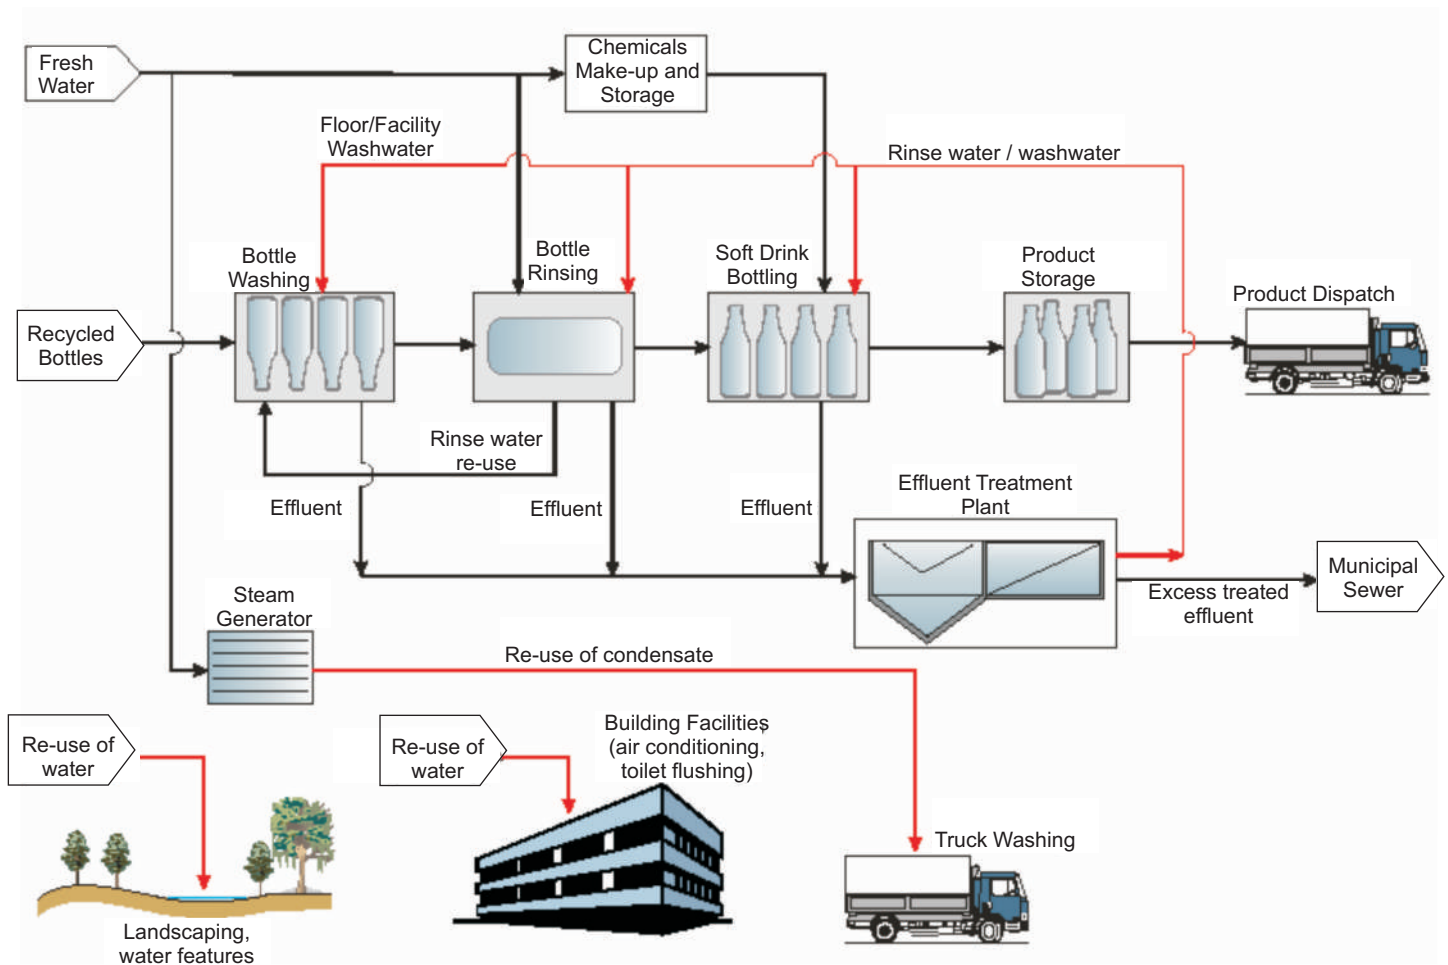 Fresh
Water
Chemicals
Make-up and
Storage
Floor/Facility
Washwater
Rinse water / washwater
Bottle
Washing
Bottle
Rinsing
Soft Drink
Bottling
Product
Storage
Product Dispatch
Recycled
Bottles
Rinse water
re-use
Effluent
Effluent
Effluent
Effluent Treatment
Plant
Excess treated
effluent
Municipal
Sewer
Steam
Generator
Re-use of condensate
Re-use of
water
Re-use of
water
Building Facilities
(air conditioning,
toilet flushing)
Truck Washing
Landscaping,
water features